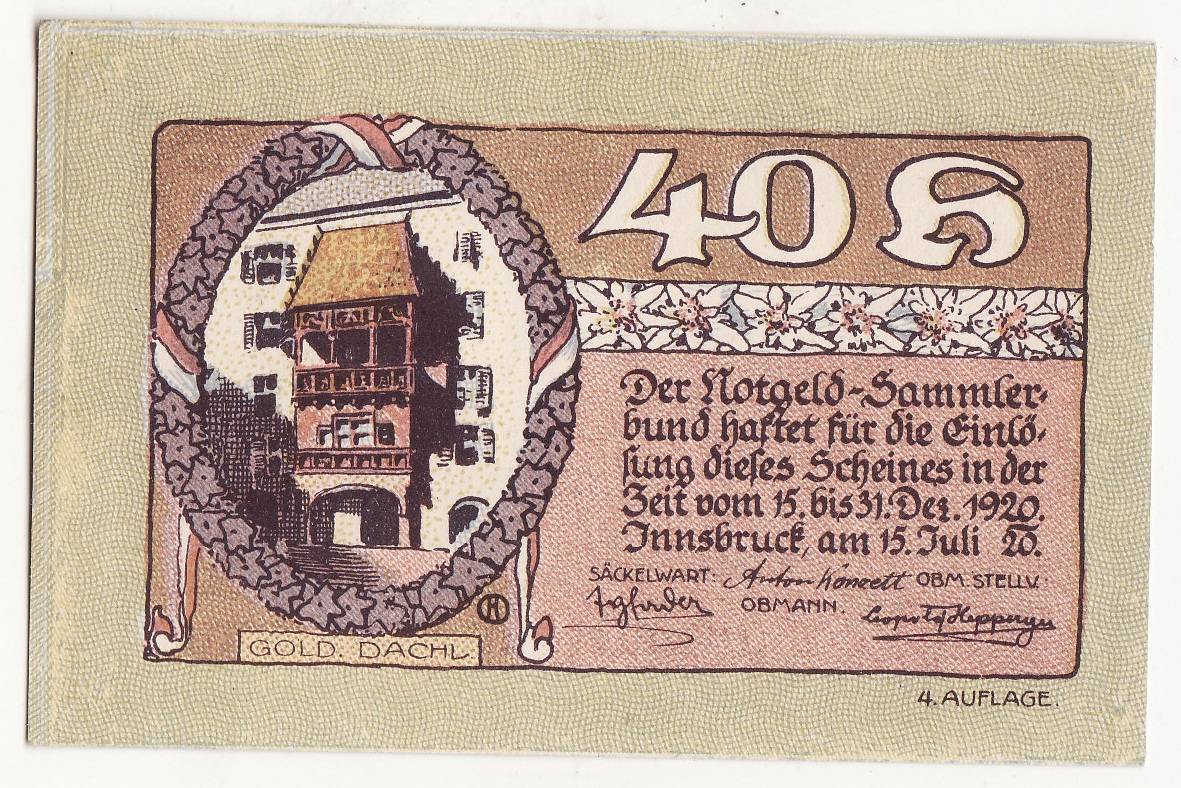 40 H
Der Notgeld-Sammler-
bund haftet für die Einlö-
sung dieses Scheines in der
Zeit vom 15. bis 31. Dez. 1920.
Innsbruck, am 15. Juli 20.
SÄCKELWART: Anton Konzett OBM. STELLV.
OBMANN.
GOLD. DACHL.
4. AUFLAGE.